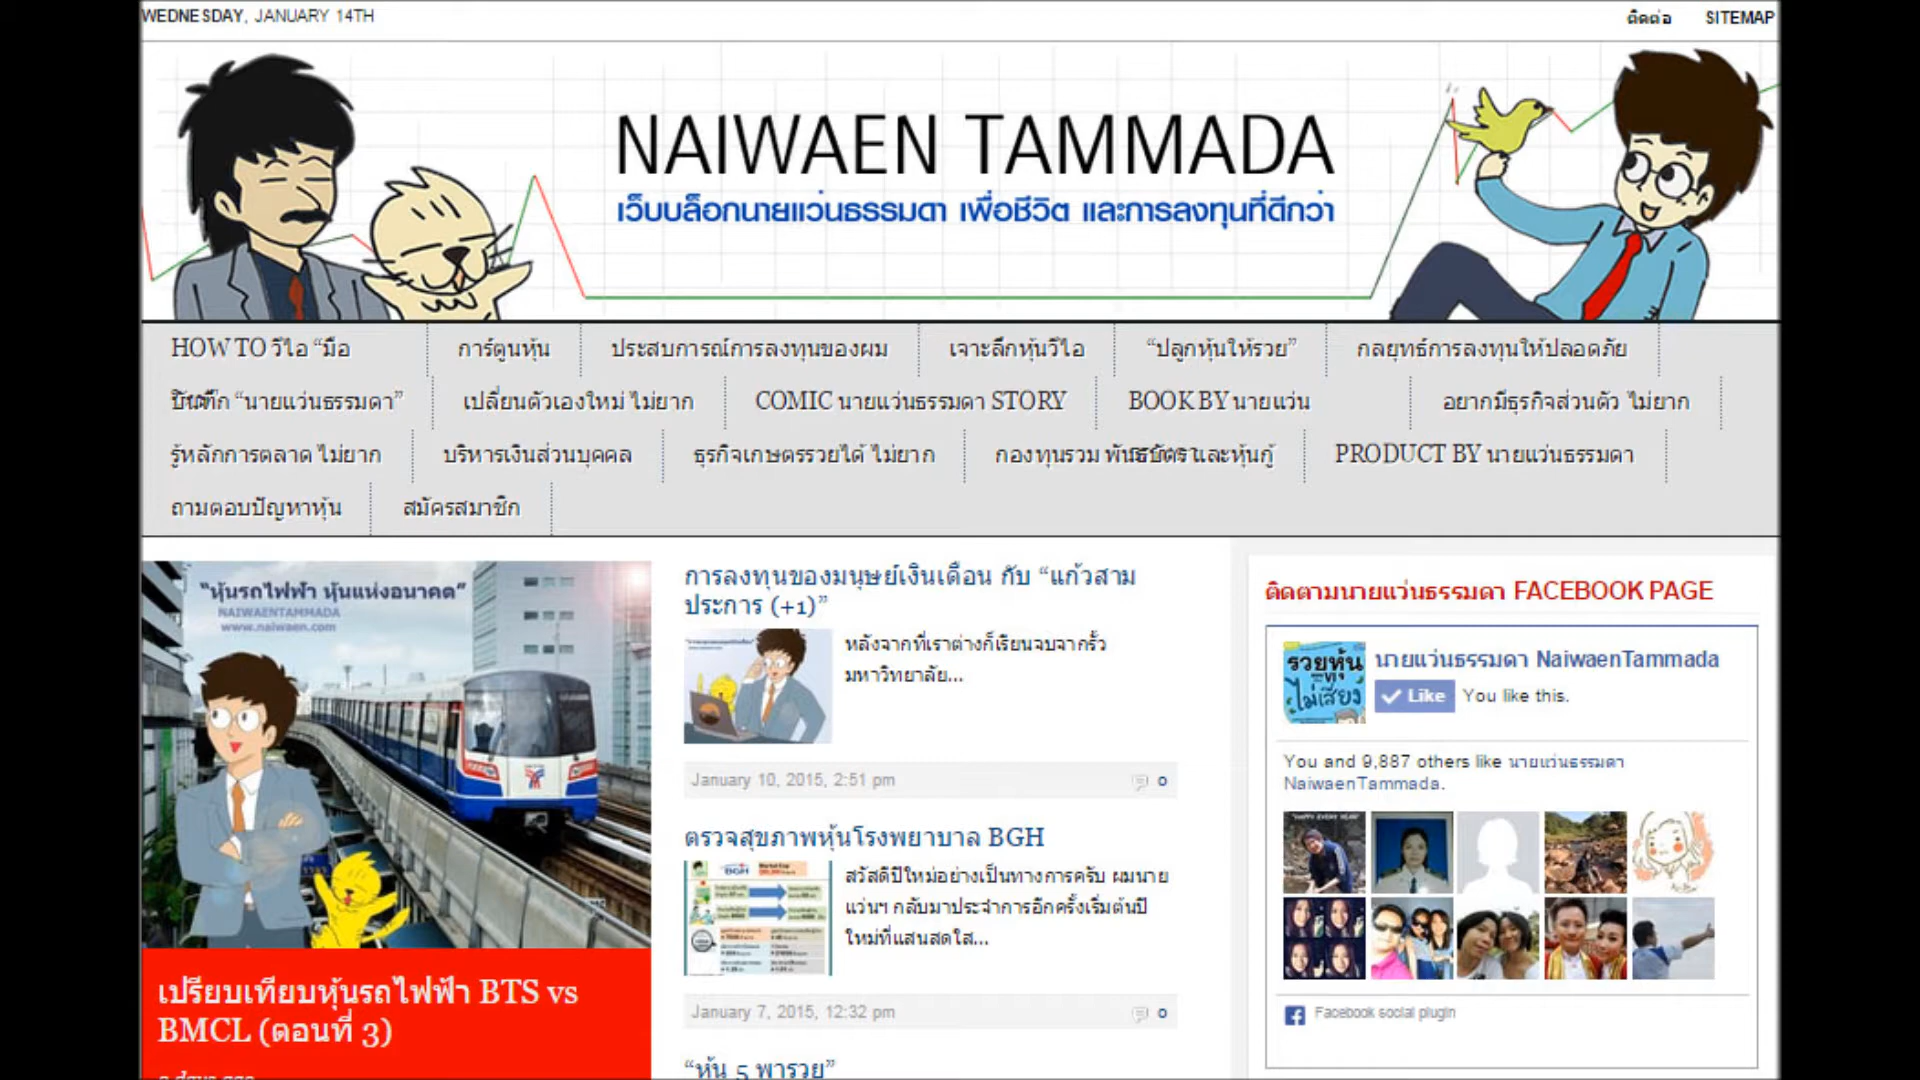 WEDNESDAY, JANUARY 14TH
ติดต่อ SITEMAP
NAIWAEN TAMMADA
เว็บบล็อกนายแว่นธรรมดา เพื่อชีวิต และการลงทุนที่ดีกว่า
HOW TO วีไอ “มือ การ์ตูนหุ้น ประสบการณ์การลงทุนของผม เจาะลึกหุ้นวีไอ “ปลูกหุ้นให้รวย” กลยุทธ์การลงทุนให้ปลอดภัย
บันทึก “นายแว่นธรรมดา” เปลี่ยนตัวเองใหม่ ไม่ยาก COMIC นายแว่นธรรมดา STORY BOOK BY นายแว่น อยากมีธุรกิจส่วนตัว ไม่ยาก
รู้หลักการตลาด ไม่ยาก บริหารเงินส่วนบุคคล ธุรกิจเกษตรรวยได้ ไม่ยาก กองทุนรวม พันธบัตร และหุ้นกู้ PRODUCT BY นายแว่นธรรมดา
ถามตอบปัญหาหุ้น สมัครสมาชิก
“หุ้นรถไฟฟ้า หุ้นแห่งอนาคต”
NAIWAENTAMMADA
www.naiwaen.com
เปรียบเทียบหุ้นรถไฟฟ้า BTS vs
BMCL (ตอนที่ 3)
การลงทุนของมนุษย์เงินเดือน กับ “แก้วสาม
ประการ (+1)”
หลังจากที่เราต่างก็เรียนจบจากรั้ว
มหาวิทยาลัย...
January 10, 2015, 2:51 pm 0
ตรวจสุขภาพหุ้นโรงพยาบาล BGH
BGH
สวัสดีปีใหม่อย่างเป็นทางการครับ ผมนาย
แว่นฯ กลับมาประจำการอีกครั้งเริ่มต้นปี
ใหม่ที่แสนสดใส...
January 7, 2015, 12:32 pm 0
“หุ้น 5 พารวย”
ติดตามนายแว่นธรรมดา FACEBOOK PAGE
รวยหุ้น
ไม่เสี่ยง
นายแว่นธรรมดา NaiwaenTammada
Like You like this.
You and 9,887 others like นายแว่นธรรมดา
NaiwaenTammada.
Facebook social plugin